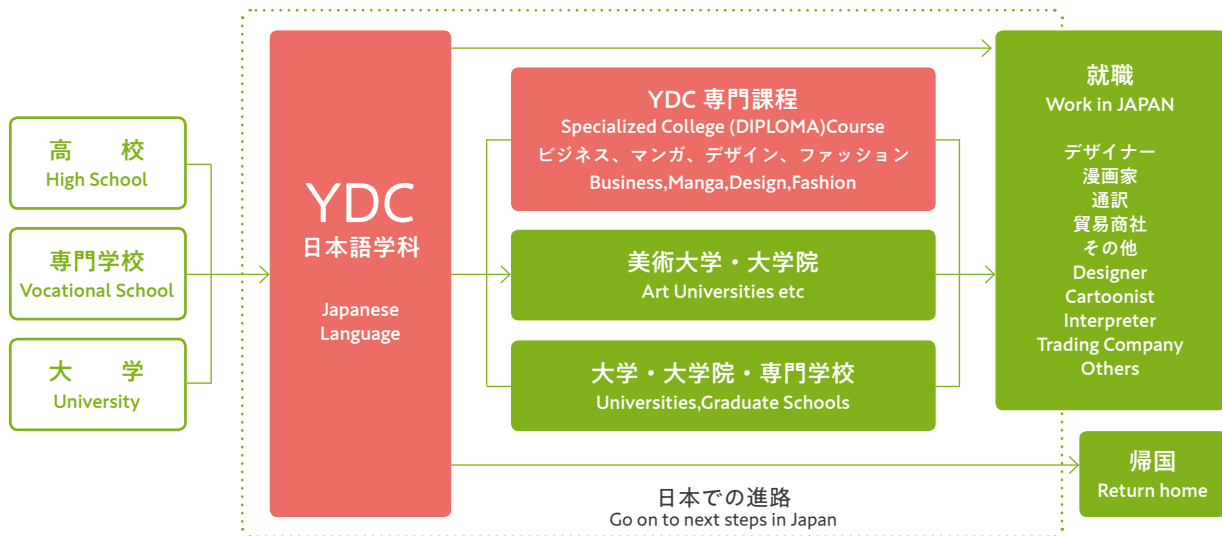 高　　校
High School
専門学校
Vocational School
大　　学
University
YDC
日本語学科
Japanese
Language
YDC 専門課程
Specialized College (DIPLOMA)Course
ビジネス、マンガ、デザイン、ファッション
Business,Manga,Design,Fashion
美術大学・大学院
Art Universities etc
大学・大学院・専門学校
Universities,Graduate Schools
就職
Work in JAPAN
デザイナー
漫画家
通訳
貿易商社
その他
Designer
Cartoonist
Interpreter
Trading Company
Others
帰国
Return home
日本での進路
Go on to next steps in Japan